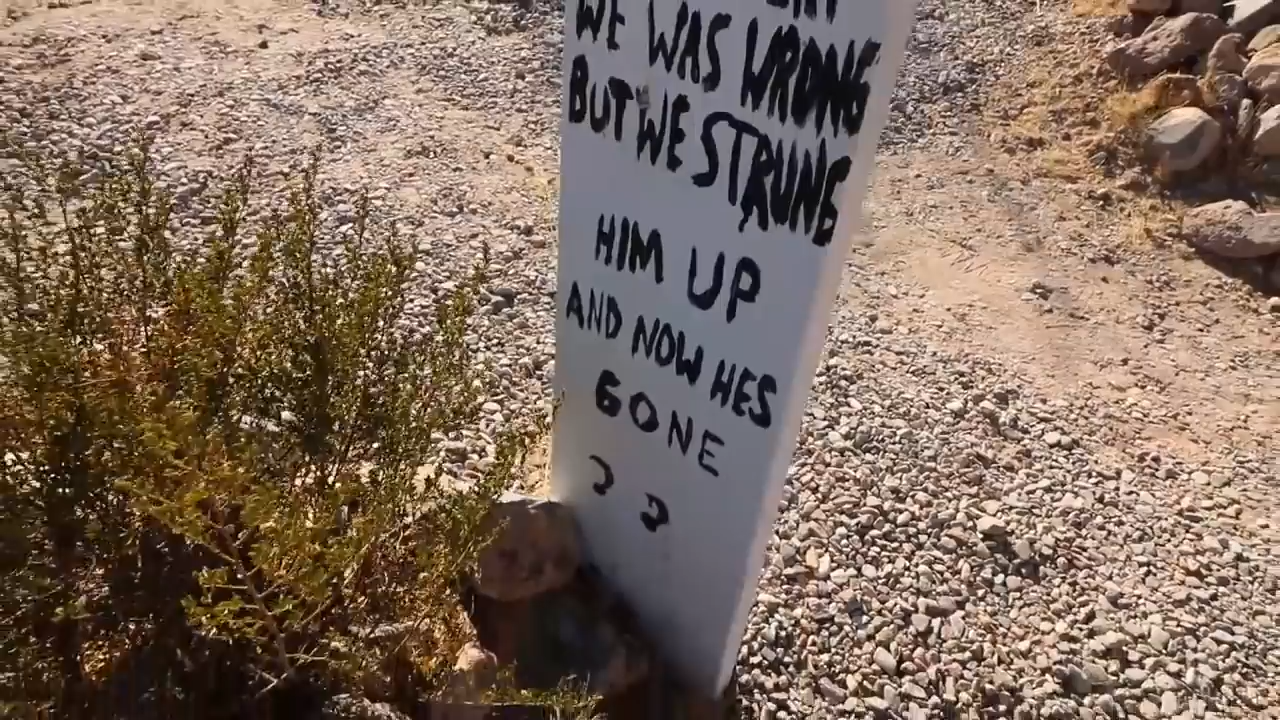 WE WAS WRONG
BUT WE STRUNG
HIM UP
AND NOW HES
GONE